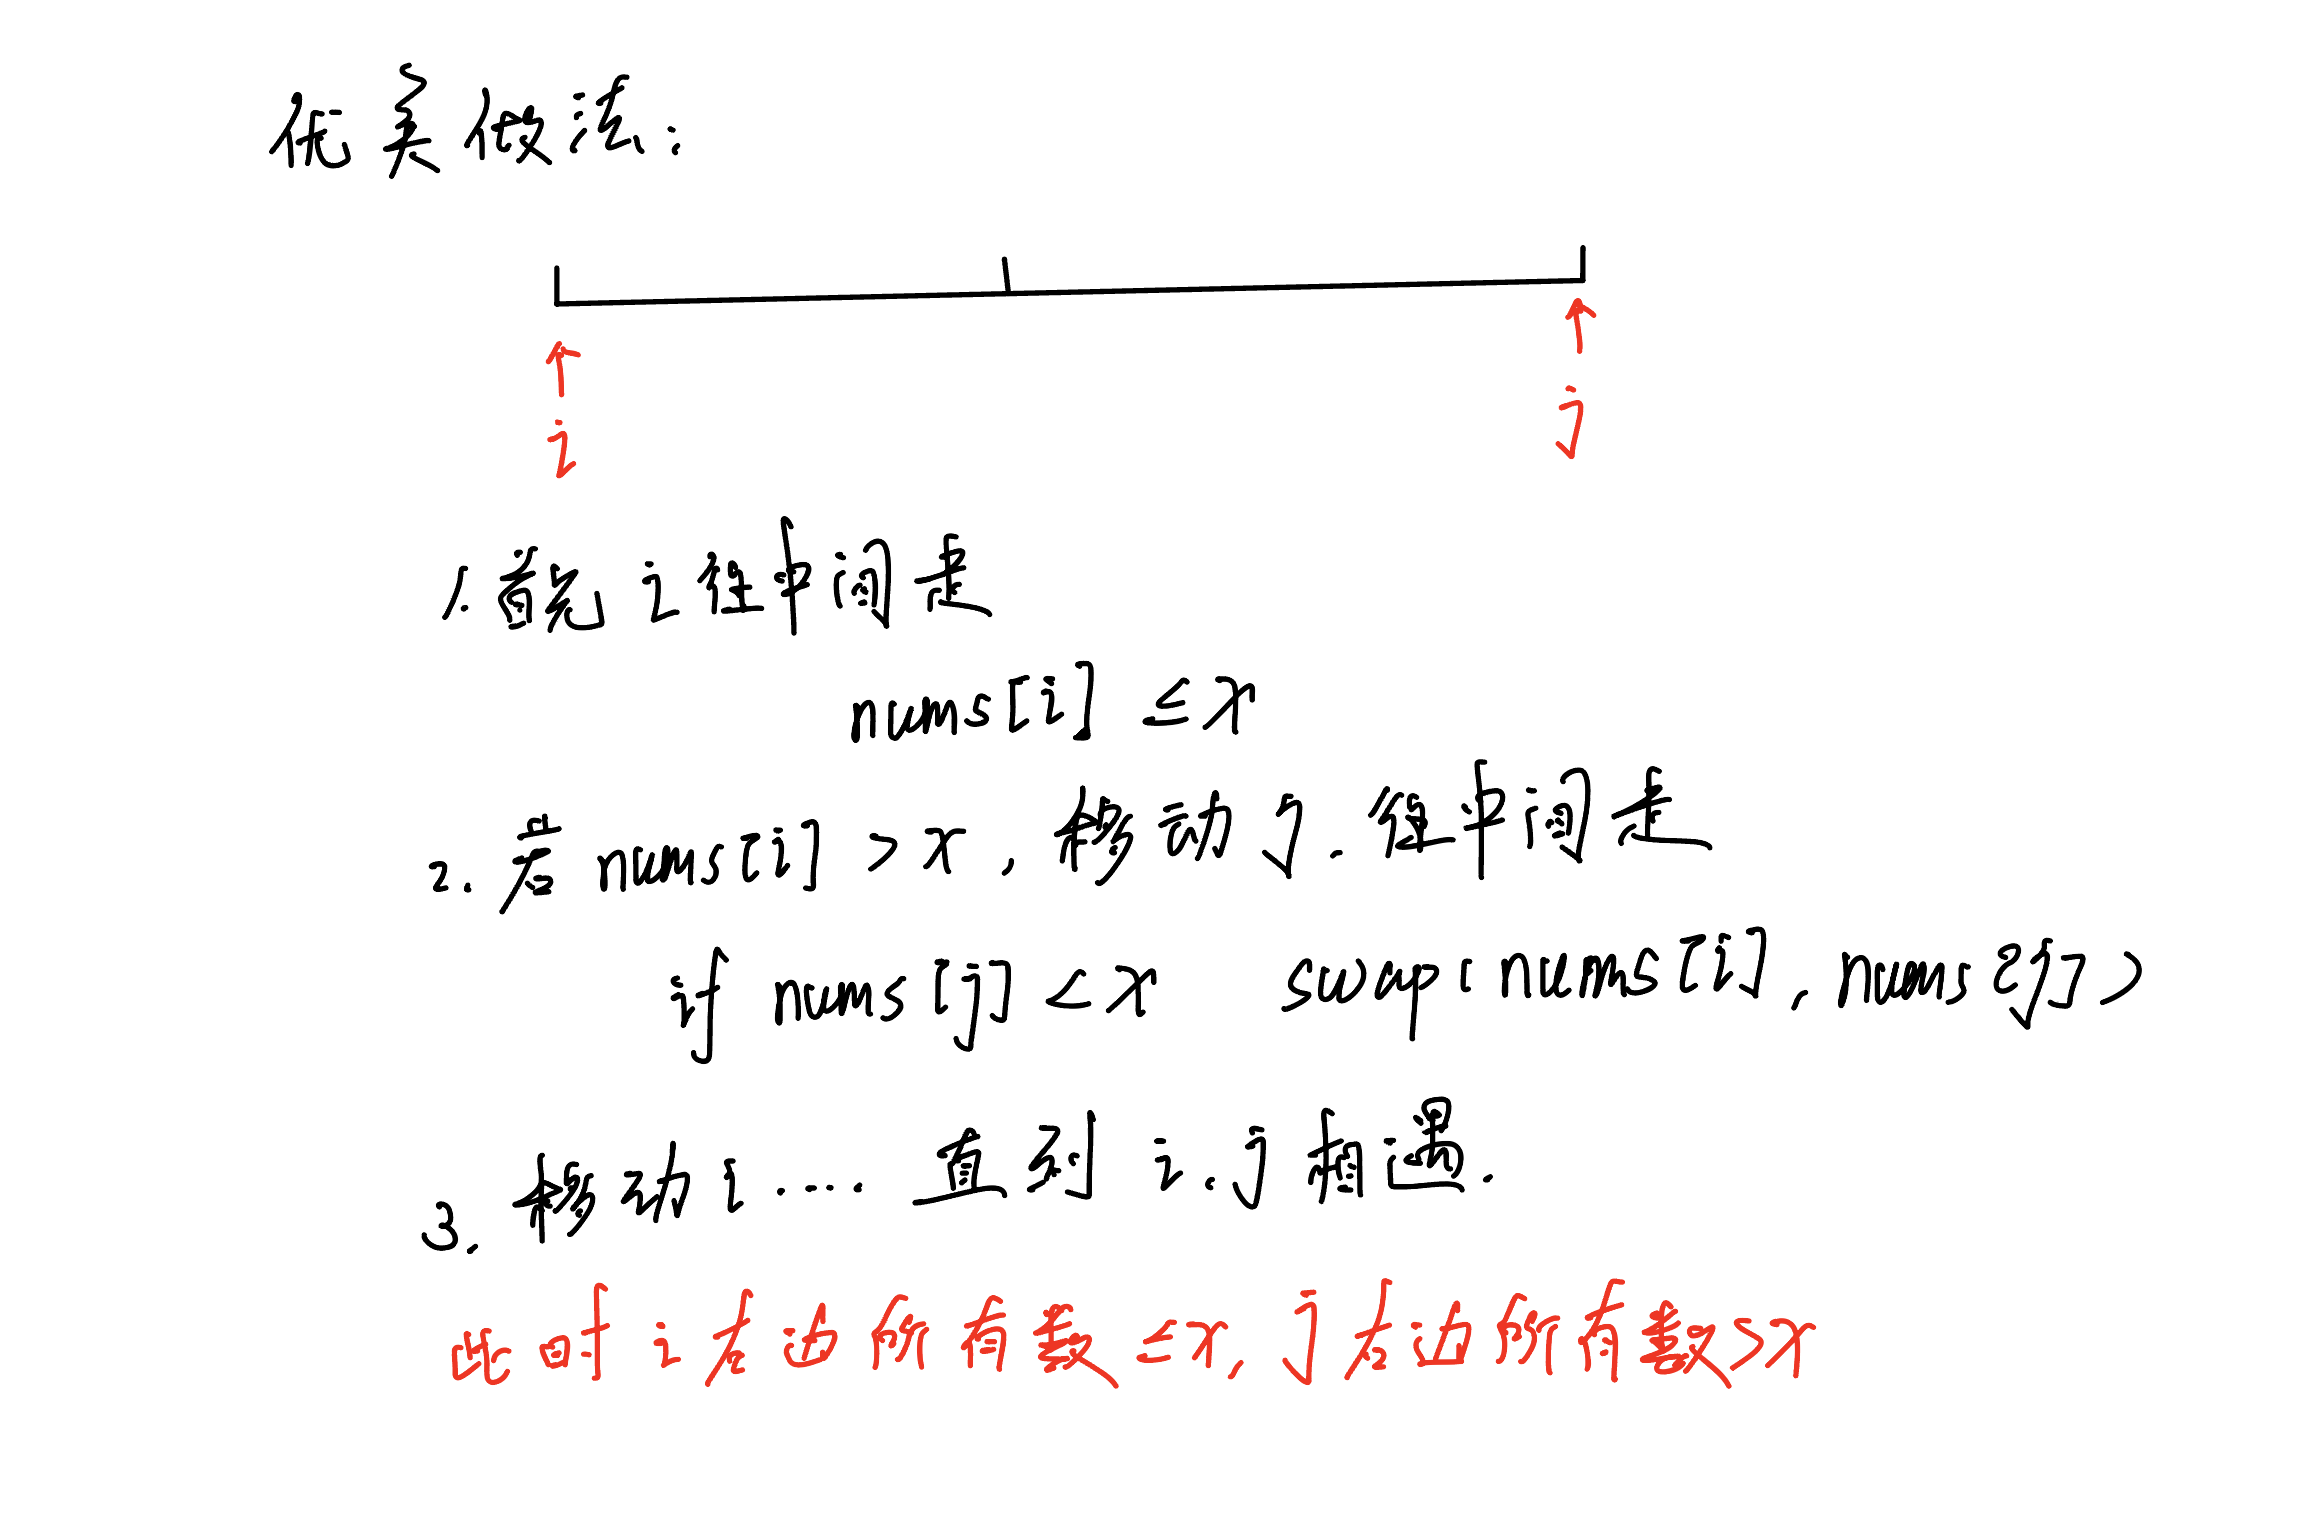 优美做法：
i
j
1. 首先 i 往中间走
nums[i] ≤ x
2. 若 nums[i] > x , 移动 j . 往中间走
if nums[j] < x swap(nums[i], nums[j])
3. 移动 i .... 直到 i . j 相遇.
此时 i 左边所有数 ≤ x , j 右边所有数 > x